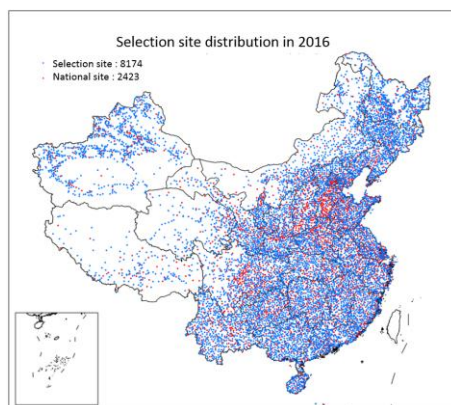 Selection site distribution in 2016
Selection site : 8174
National site : 2423